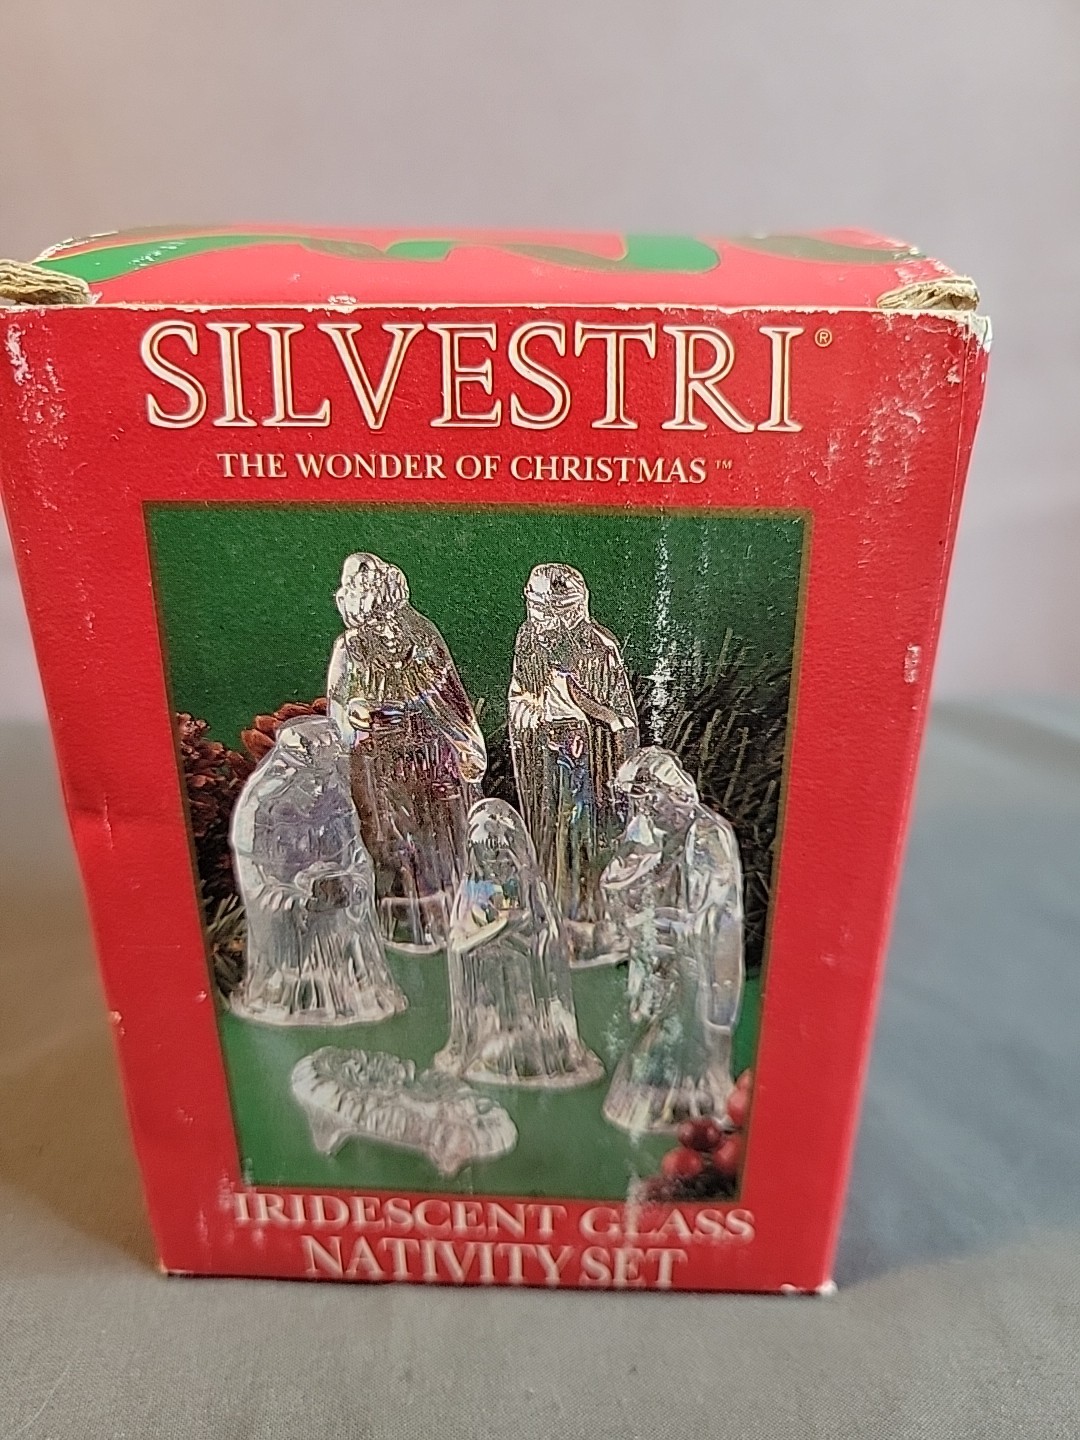 SILVESTRI®
THE WONDER OF CHRISTMAS™
IRIDESCENT GLASS
NATIVITY SET